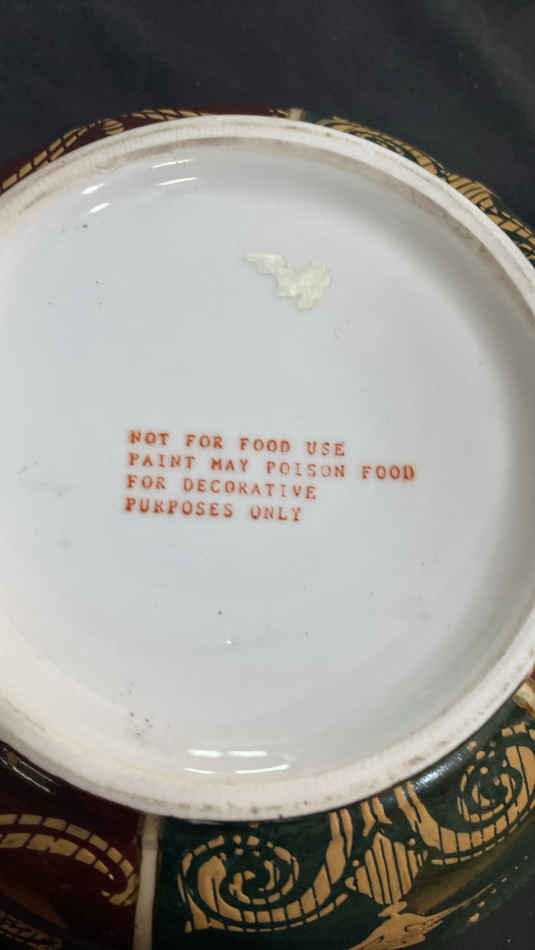 NOT FOR FOOD USE
PAINT MAY POISON FOOD
FOR DECORATIVE
PURPOSES ONLY